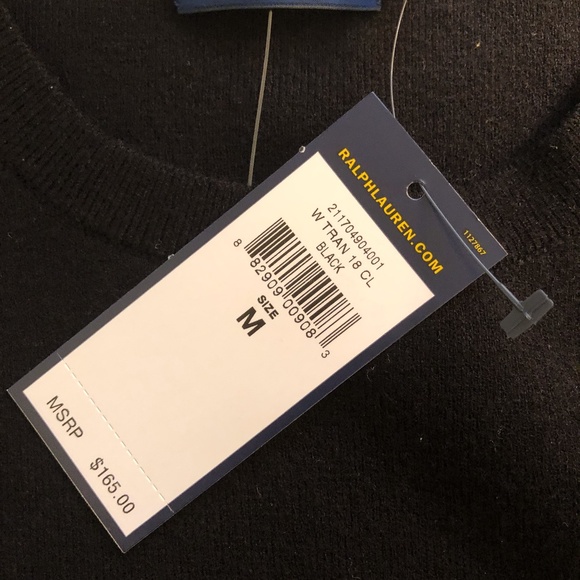 RALPHLAUREN.COM
1127867
211704904001
W TRAN 18 CL
BLACK
8 82909 00908 3
SIZE
M
MSRP
$165.00